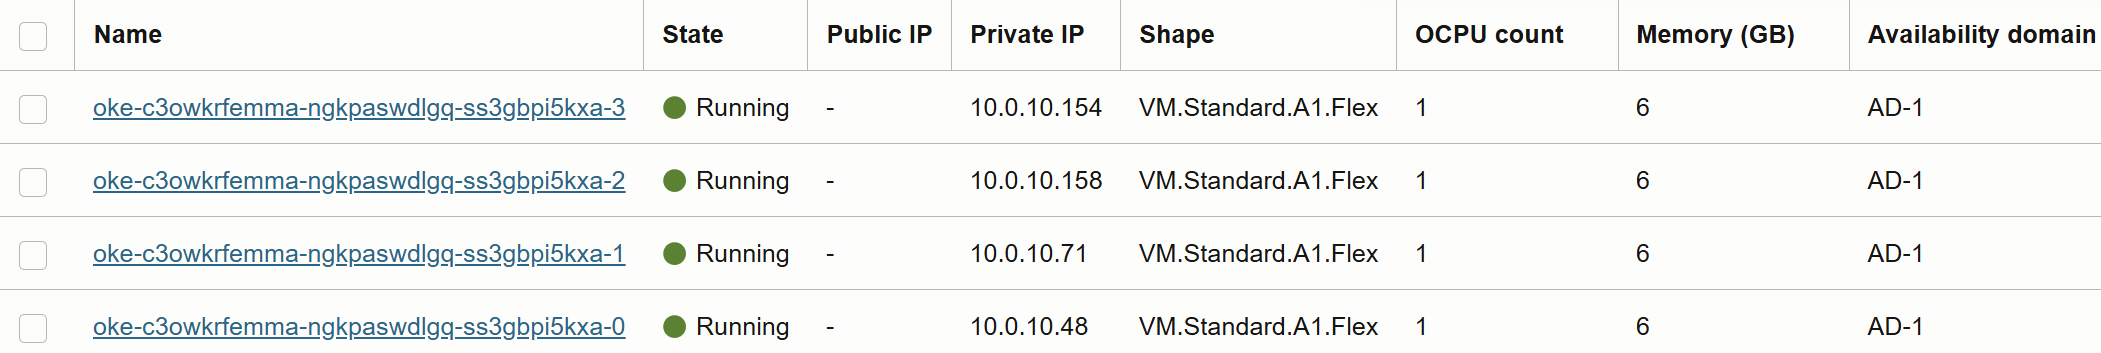 Name State Public IP Private IP Shape OCPU count Memory (GB) Availability domain
oke-c3owkrfemma-ngkpaswdlgq-ss3gbpi5kxa-3 Running - 10.0.10.154 VM.Standard.A1.Flex 1 6 AD-1
oke-c3owkrfemma-ngkpaswdlgq-ss3gbpi5kxa-2 Running - 10.0.10.158 VM.Standard.A1.Flex 1 6 AD-1
oke-c3owkrfemma-ngkpaswdlgq-ss3gbpi5kxa-1 Running - 10.0.10.71 VM.Standard.A1.Flex 1 6 AD-1
oke-c3owkrfemma-ngkpaswdlgq-ss3gbpi5kxa-0 Running - 10.0.10.48 VM.Standard.A1.Flex 1 6 AD-1